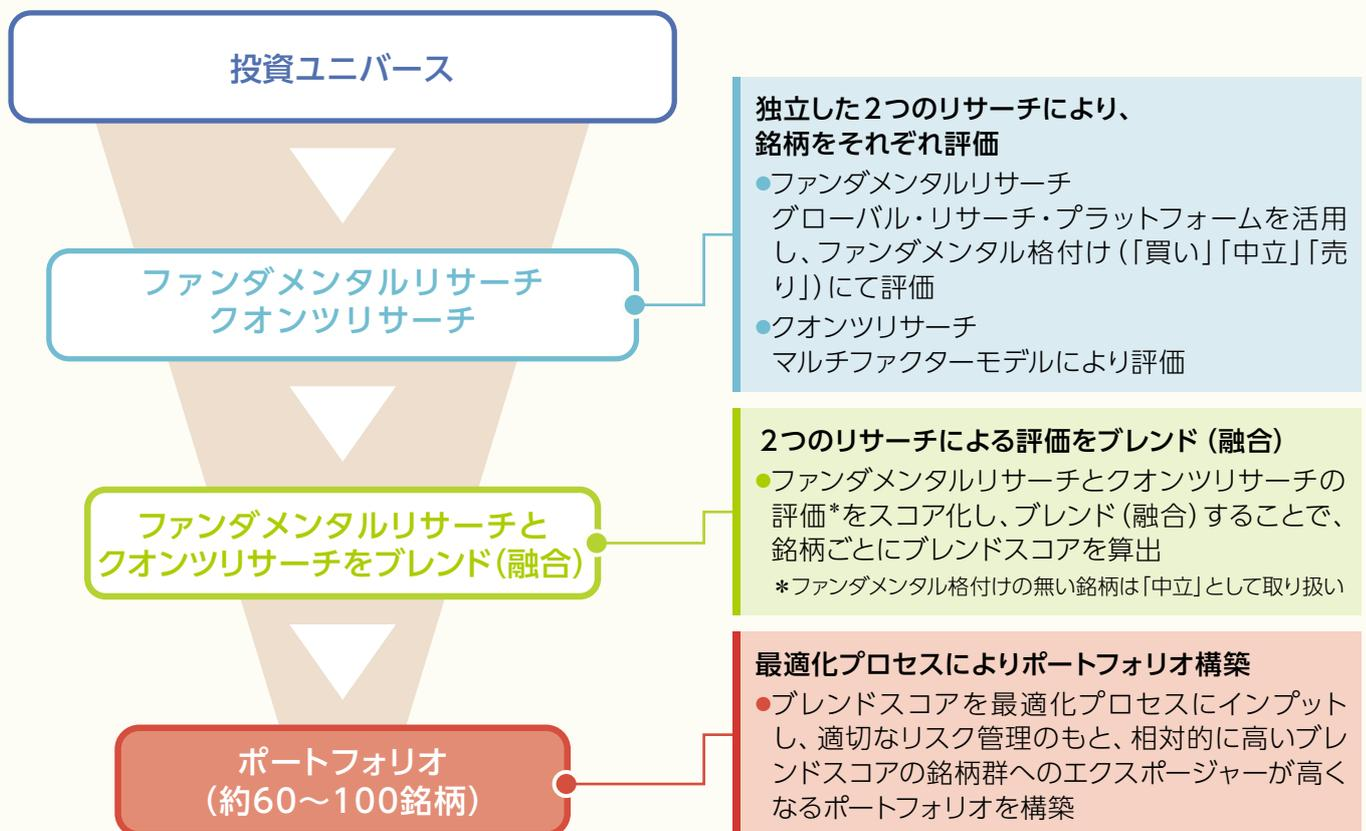 投資ユニバース
独立した2つのリサーチにより、
銘柄をそれぞれ評価
●ファンダメンタルリサーチ
グローバル・リサーチ・プラットフォームを活用
し、ファンダメンタル格付け(「買い」「中立」「売
り」)にて評価
●クオンツリサーチ
マルチファクターモデルにより評価
ファンダメンタルリサーチ
クオンツリサーチ
2つのリサーチによる評価をブレンド(融合)
●ファンダメンタルリサーチとクオンツリサーチの
評価*をスコア化し、ブレンド(融合)することで、
銘柄ごとにブレンドスコアを算出
*ファンダメンタル格付けの無い銘柄は「中立」として取り扱い
ファンダメンタルリサーチと
クオンツリサーチをブレンド(融合)
最適化プロセスによりポートフォリオ構築
●ブレンドスコアを最適化プロセスにインプット
し、適切なリスク管理のもと、相対的に高いブレ
ンドスコアの銘柄群へのエクスポージャーが高く
なるポートフォリオを構築
ポートフォリオ
(約60～100銘柄)